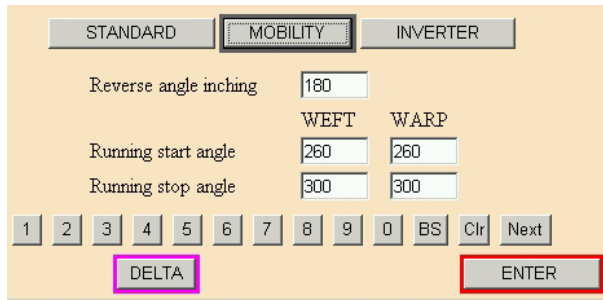 STANDARD MOBILITY INVERTER
Reverse angle inching 180
WEFT WARP
Running start angle 260 260
Running stop angle 300 300
1 2 3 4 5 6 7 8 9 0 BS Clr Next
DELTA ENTER